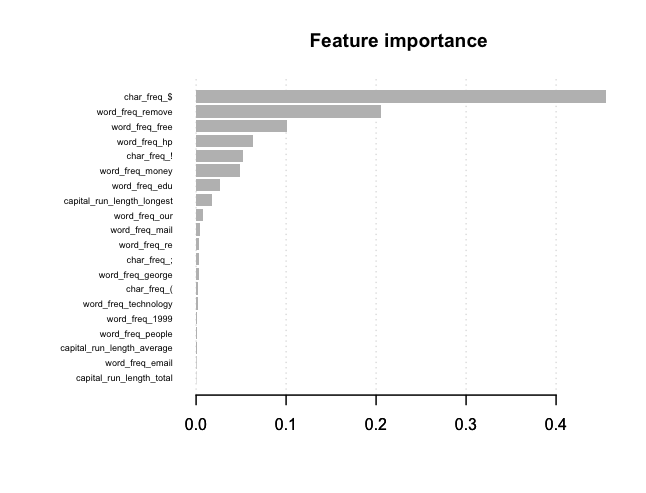 Feature importance
char_freq_$
word_freq_remove
word_freq_free
word_freq_hp
char_freq_!
word_freq_money
word_freq_edu
capital_run_length_longest
word_freq_our
word_freq_mail
word_freq_re
char_freq_;
word_freq_george
char_freq_(
word_freq_technology
word_freq_1999
word_freq_people
capital_run_length_average
word_freq_email
capital_run_length_total
0.0 0.1 0.2 0.3 0.4